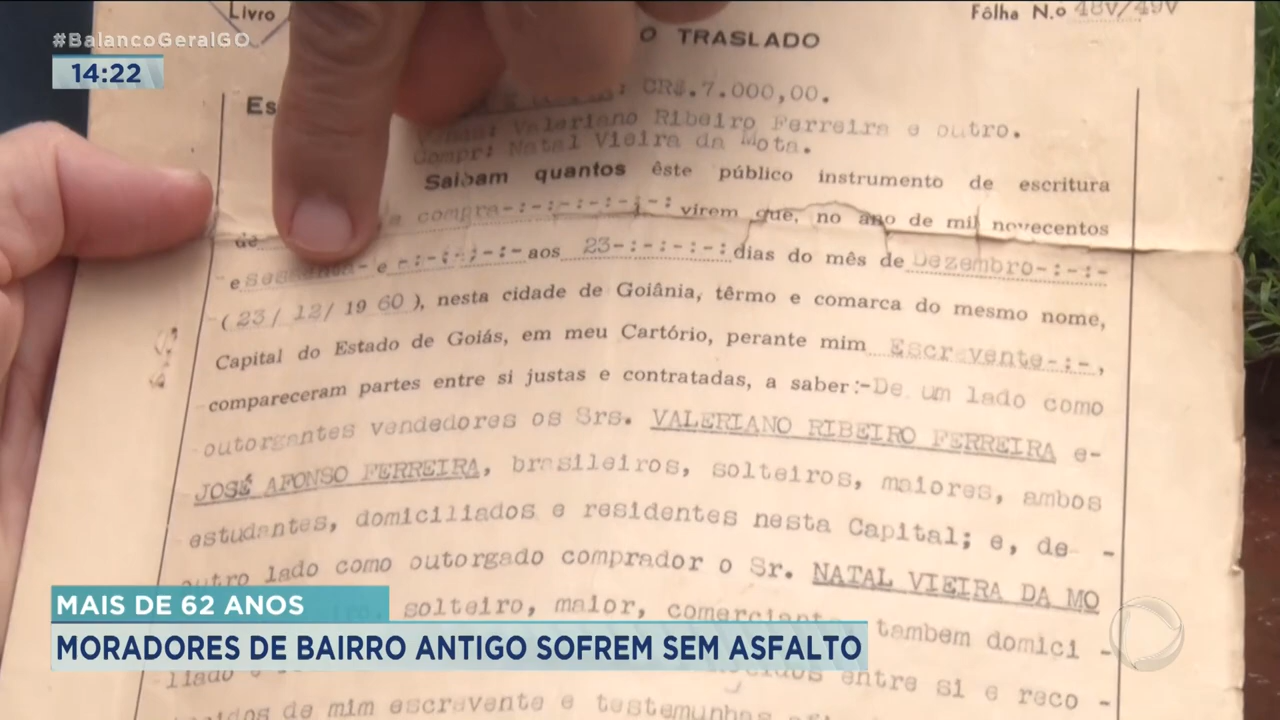 #BalancoGeralGO
14:22
Livro
Fôlha N.o 48V/49V
O TRASLADO
Es
: CR$.7.000,00.
Valeriano Ribeiro Ferreira e outro.
Compr: Natal Vieira da Mota.
Saibam quantos êste público instrumento de escritura
de a compra-:-:-:-:-:-: virem que, no ano de mil novecentos
e Sessenta- e -:-:-:-:-aos 23-:-:-:-:-: dias do mês de Dezembro-:-:-
(23/ 12/ 19 60 ), nesta cidade de Goiânia, têrmo e comarca do mesmo nome,
Capital do Estado de Goiás, em meu Cartório, perante mim Escrevente-:-,
compareceram partes entre si justas e contratadas, a saber:-De um lado como
outorgantes vendedores os Srs. VALERIANO RIBEIRO FERREIRA e-
JOSÉ AFONSO FERREIRA, brasileiros, solteiros, maiores, ambos
estudantes, domiciliados e residentes nesta Capital; e, de- -
outro lado como outorgado comprador o Sr. NATAL VIEIRA DA MO
solteiro, maior, tambem domici -
MAIS DE 62 ANOS
MORADORES DE BAIRRO ANTIGO SOFREM SEM ASFALTO
entre si e reco -
de mim escrevente e testemunhas